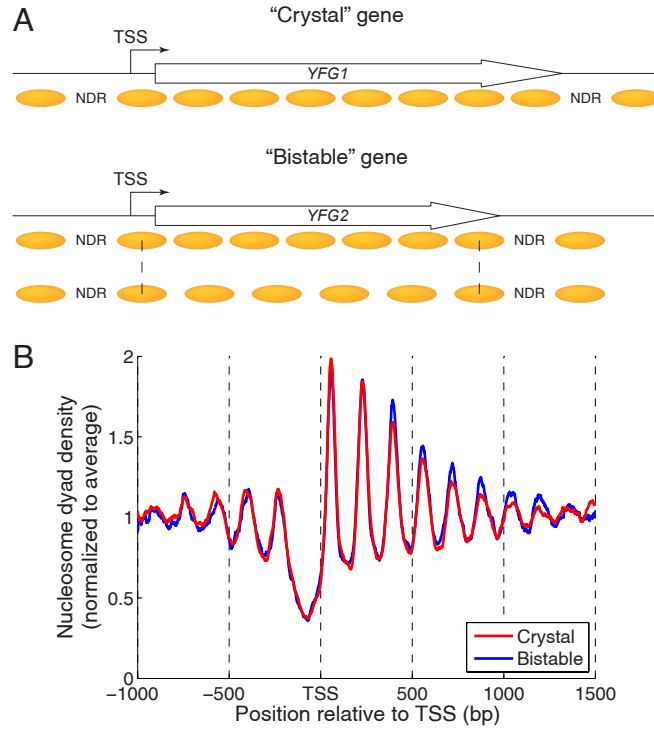 A
“Crystal” gene
TSS
YFG1
NDR NDR
“Bistable” gene
TSS
YFG2
NDR NDR
NDR NDR
B
Nucleosome dyad density
(normalized to average)
2
1.5
1
0.5
0
Crystal
Bistable
−1000 −500 TSS 500 1000 1500
Position relative to TSS (bp)